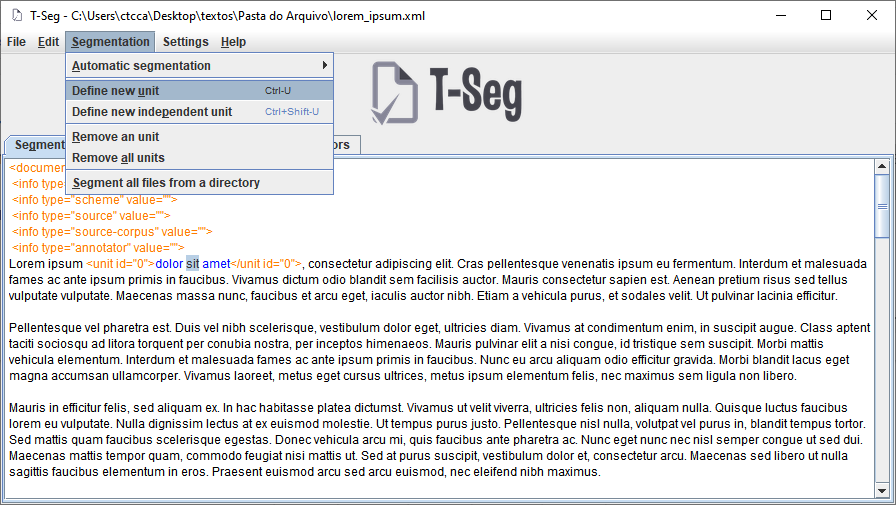 T-Seg - C:\Users\ctcca\Desktop\textos\Pasta do Arquivo\lorem_ipsum.xml
File Edit Segmentation Settings Help
Automatic segmentation
Define new unit Ctrl-U
Define new independent unit Ctrl+Shift-U
Remove an unit
Remove all units
Segment all files from a directory
T-Seg
<info type="scheme" value="">
<info type="source" value="">
<info type="source-corpus" value="">
<info type="annotator" value="">
Lorem ipsum <unit id="0">dolor sit amet</unit id="0">, consectetur adipiscing elit. Cras pellentesque venenatis ipsum eu fermentum. Interdum et malesuada
fames ac ante ipsum primis in faucibus. Vivamus dictum odio blandit sem facilisis auctor. Mauris consectetur sapien est. Aenean pretium risus sed tellus
vulputate vulputate. Maecenas massa nunc, faucibus et arcu eget, iaculis auctor nibh. Etiam a vehicula purus, et sodales velit. Ut pulvinar lacinia efficitur.
Pellentesque vel pharetra est. Duis vel nibh scelerisque, vestibulum dolor eget, ultricies diam. Vivamus at condimentum enim, in suscipit augue. Class aptent
taciti sociosqu ad litora torquent per conubia nostra, per inceptos himenaeos. Mauris pulvinar elit a nisi congue, id tristique sem suscipit. Morbi mattis
vehicula elementum. Interdum et malesuada fames ac ante ipsum primis in faucibus. Nunc eu arcu aliquam odio efficitur gravida. Morbi blandit lacus eget
magna accumsan ullamcorper. Vivamus laoreet, metus eget cursus ultrices, metus ipsum elementum felis, nec maximus sem ligula non libero.
Mauris in efficitur felis, sed aliquam ex. In hac habitasse platea dictumst. Vivamus ut velit viverra, ultricies felis non, aliquam nulla. Quisque luctus faucibus
lorem eu vulputate. Nulla dignissim lectus at ex euismod molestie. Ut tempus purus justo. Pellentesque nisl nulla, volutpat vel purus in, blandit tempus tortor.
Sed mattis quam faucibus scelerisque egestas. Donec vehicula arcu mi, quis faucibus ante pharetra ac. Nunc eget nunc nec nisl semper congue ut sed dui.
Maecenas mattis tempor quam, commodo feugiat nisi mattis ut. Sed at purus suscipit, vestibulum dolor et, consectetur arcu. Maecenas sed libero ut nulla
sagittis faucibus elementum in eros. Praesent euismod arcu sed arcu euismod, nec eleifend nibh maximus.